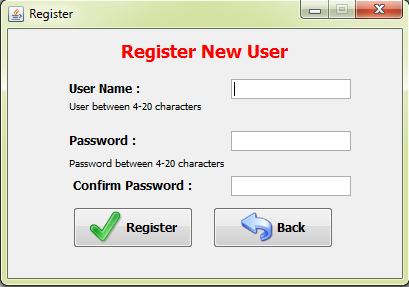 Register
Register New User
User Name :
User between 4-20 characters
Password :
Password between 4-20 characters
Confirm Password :
Register Back